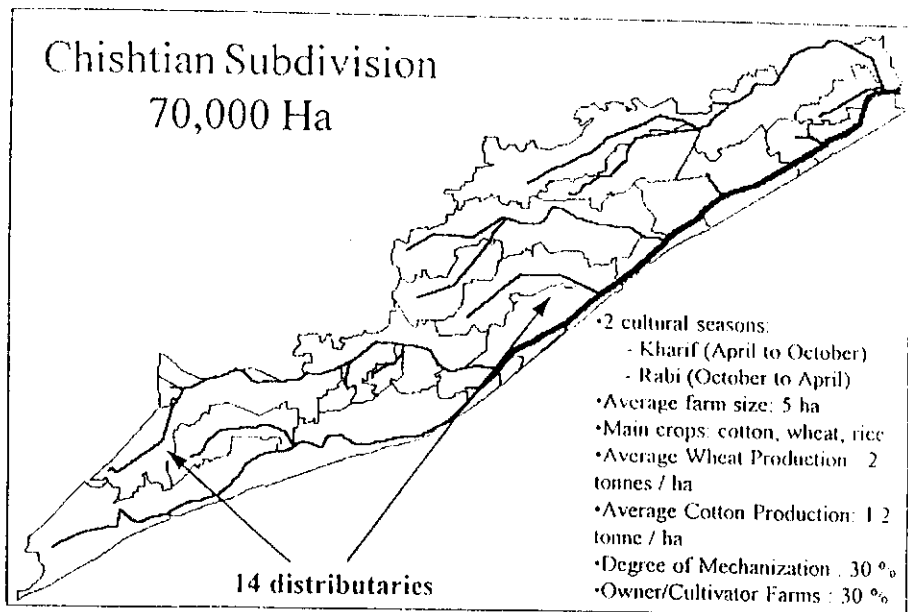 Chishtian Subdivision
70,000 Ha
•2 cultural seasons:
- Kharif (April to October)
- Rabi (October to April)
•Average farm size: 5 ha
•Main crops: cotton, wheat, rice
•Average Wheat Production 2
tonnes / ha
•Average Cotton Production: 1.2
tonne / ha
•Degree of Mechanization : 30 %
•Owner/Cultivator Farms : 30 %
14 distributaries